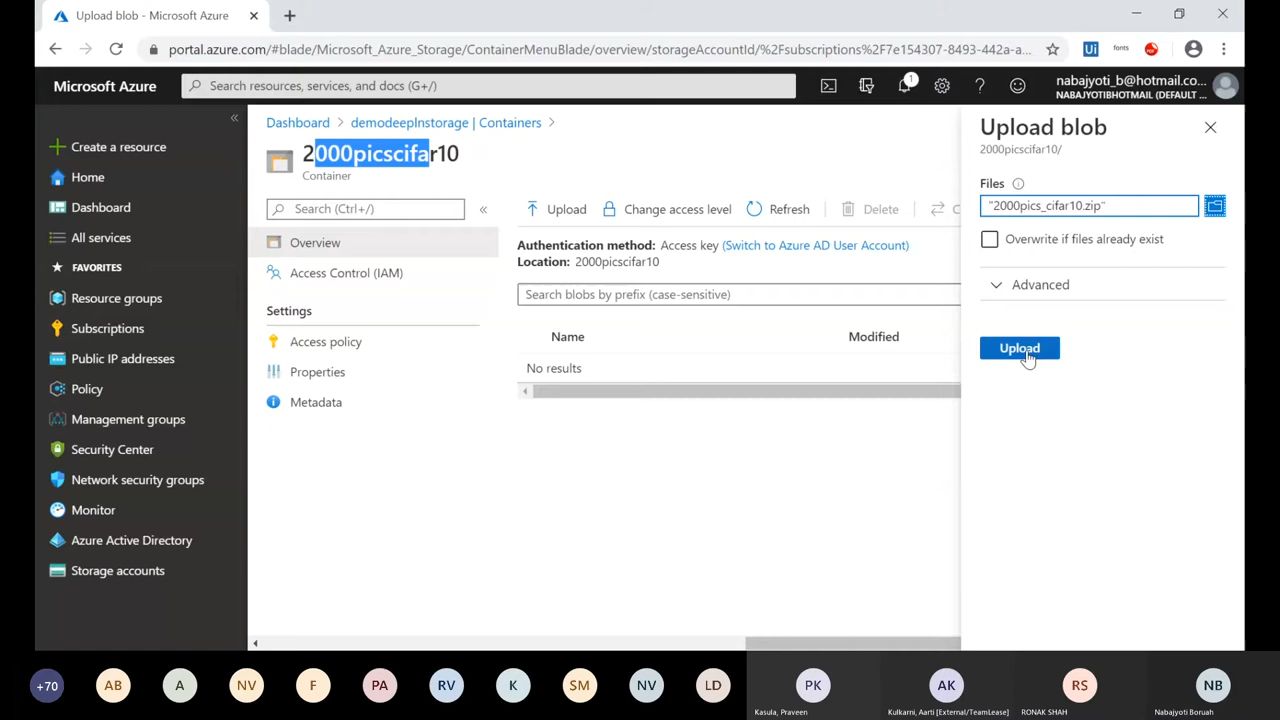 Upload blob - Microsoft Azure
portal.azure.com/#blade/Microsoft_Azure_Storage/ContainerMenuBlade/overview/storageAccountId/%2Fsubscriptions%2F7e154307-8493-442a-a...
Ui
fonts
Microsoft Azure
Search resources, services, and docs (G+/)
1
nabajyoti_b@hotmail.co...
NABAJYOTIBHOTMAIL (DEFAULT ...
Create a resource
Home
Dashboard
All services
FAVORITES
Resource groups
Subscriptions
Public IP addresses
Policy
Management groups
Security Center
Network security groups
Monitor
Azure Active Directory
Storage accounts
Dashboard > demodeeplnstorage | Containers >
2000picscifar10
Container
Search (Ctrl+/)
Overview
Access Control (IAM)
Settings
Access policy
Properties
Metadata
Upload
Change access level
Refresh
Delete
C
Authentication method: Access key (Switch to Azure AD User Account)
Location: 2000picscifar10
Search blobs by prefix (case-sensitive)
Name
Modified
No results
Upload blob
2000picscifar10/
Files
"2000pics_cifar10.zip"
Overwrite if files already exist
Advanced
Upload
+70
AB
A
NV
F
PA
RV
K
SM
NV
LD
PK
AK
RS
NB
Kasula, Praveen
Kulkarni, Aarti [External/TeamLease]
RONAK SHAH
Nabajyoti Boruah